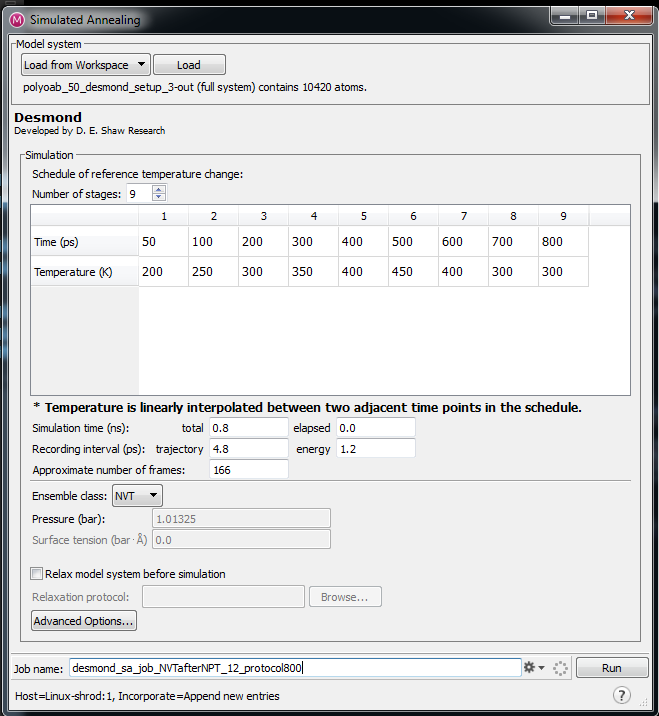 M Simulated Annealing
Model system
Load from Workspace Load
polyoab_50_desmond_setup_3-out (full system) contains 10420 atoms.
Desmond
Developed by D. E. Shaw Research
Simulation
Schedule of reference temperature change:
Number of stages: 9
1 2 3 4 5 6 7 8 9
Time (ps) 50 100 200 300 400 500 600 700 800
Temperature (K) 200 250 300 350 400 450 400 300 300
* Temperature is linearly interpolated between two adjacent time points in the schedule.
Simulation time (ns): total 0.8 elapsed 0.0
Recording interval (ps): trajectory 4.8 energy 1.2
Approximate number of frames: 166
Ensemble class: NVT
Pressure (bar): 1.01325
Surface tension (bar·Å) 0.0
Relax model system before simulation
Relaxation protocol: Browse...
Advanced Options...
Job name: desmond_sa_job_NVTafterNPT_12_protocol800 Run
Host=Linux-shrod:1, Incorporate=Append new entries ?